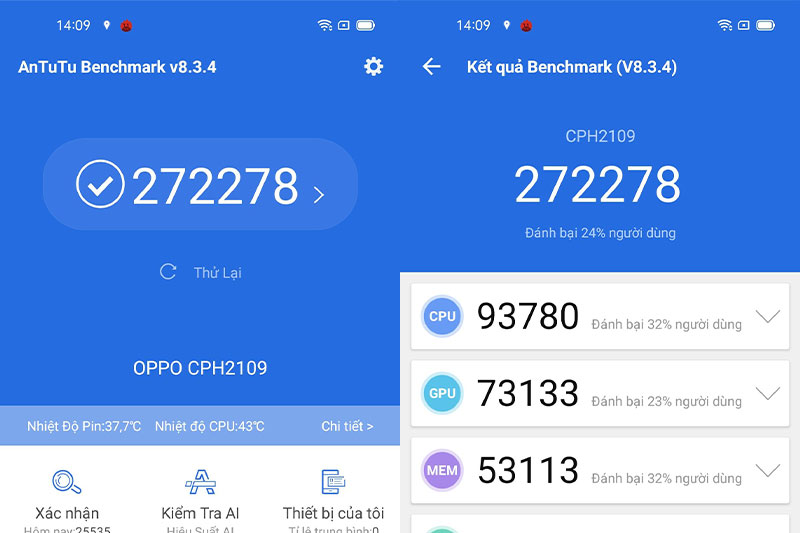 14:09
AnTuTu Benchmark v8.3.4
272278
Thử Lại
OPPO CPH2109
Nhiệt Độ Pin:37,7℃ Nhiệt độ CPU:43℃ Chi tiết >
Xác nhận Kiểm Tra AI Thiết bị của tôi
Hôm nay:25535 Hiệu Suất AI Tỉ lệ trung bình:0
14:09
Kết quả Benchmark (V8.3.4)
CPH2109
272278
Đánh bại 24% người dùng
CPU 93780 Đánh bại 32% người dùng
GPU 73133 Đánh bại 23% người dùng
MEM 53113 Đánh bại 32% người dùng